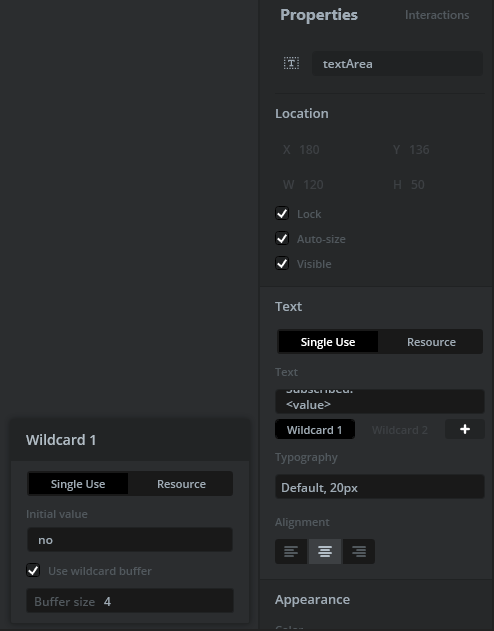 Properties
Interactions
textArea
Location
X 180
Y 136
W 120
H 50
Lock
Auto-size
Visible
Text
Single Use
Resource
Text
Subscribed:
<value>
Wildcard 1
Wildcard 2
+
Typography
Default, 20px
Alignment
Appearance
Color
Wildcard 1
Single Use
Resource
Initial value
no
Use wildcard buffer
Buffer size 4